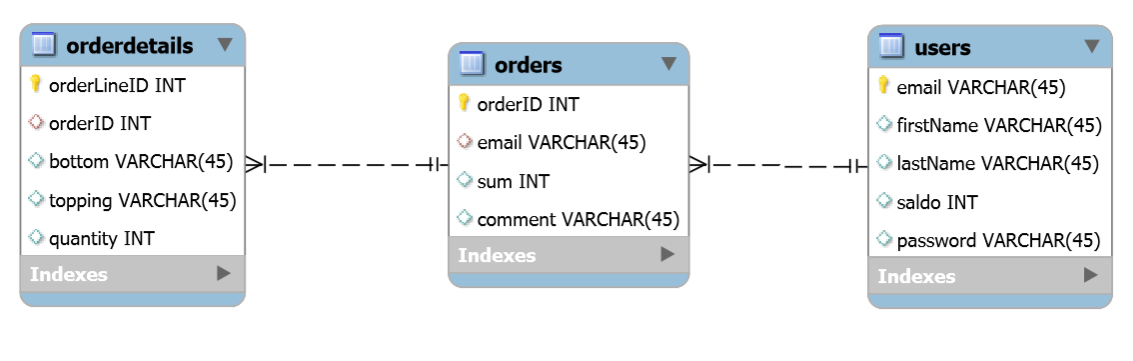 orderdetails
orderLineID INT
orderID INT
bottom VARCHAR(45)
topping VARCHAR(45)
quantity INT
Indexes
orders
orderID INT
email VARCHAR(45)
sum INT
comment VARCHAR(45)
Indexes
users
email VARCHAR(45)
firstName VARCHAR(45)
lastName VARCHAR(45)
saldo INT
password VARCHAR(45)
Indexes